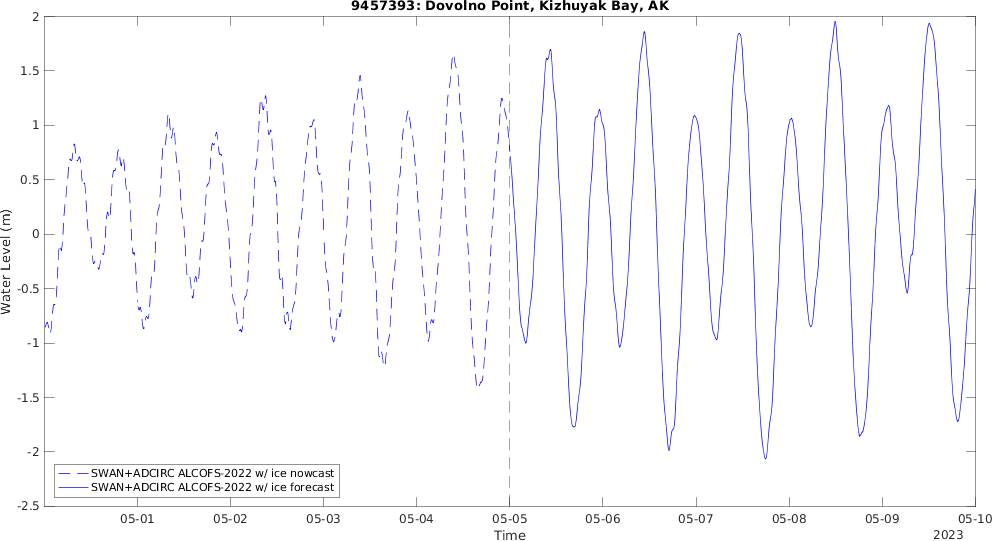 9457393: Dovolno Point, Kizhuyak Bay, AK
2
1.5
1
0.5
0
-0.5
-1
-1.5
-2
-2.5
Water Level (m)
SWAN+ADCIRC ALCOFS-2022 w/ ice nowcast
SWAN+ADCIRC ALCOFS-2022 w/ ice forecast
05-01 05-02 05-03 05-04 05-05 05-06 05-07 05-08 05-09 05-10
Time
2023